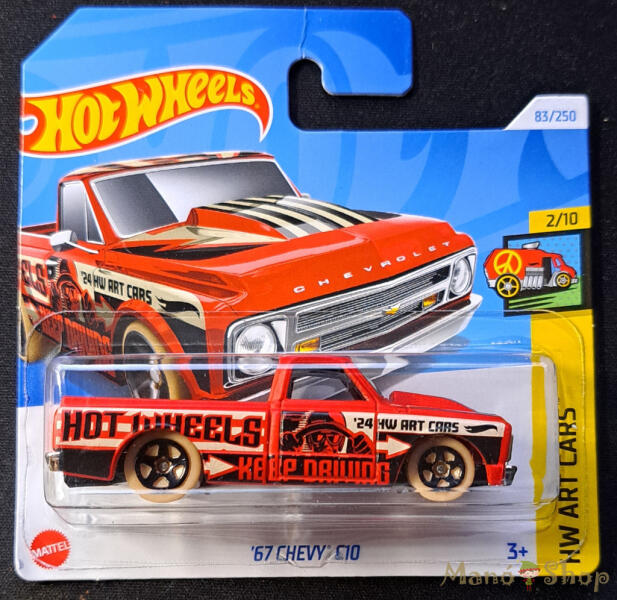 HOT WHEELS
83/250
2/10
CHEVROLET
'24 HW ART CARS
HOT WHEELS
'24 HW ART CARS
KEEP DRIVING
HW ART CARS
MATTEL
'67 CHEVY C10
3+
Manó Shop